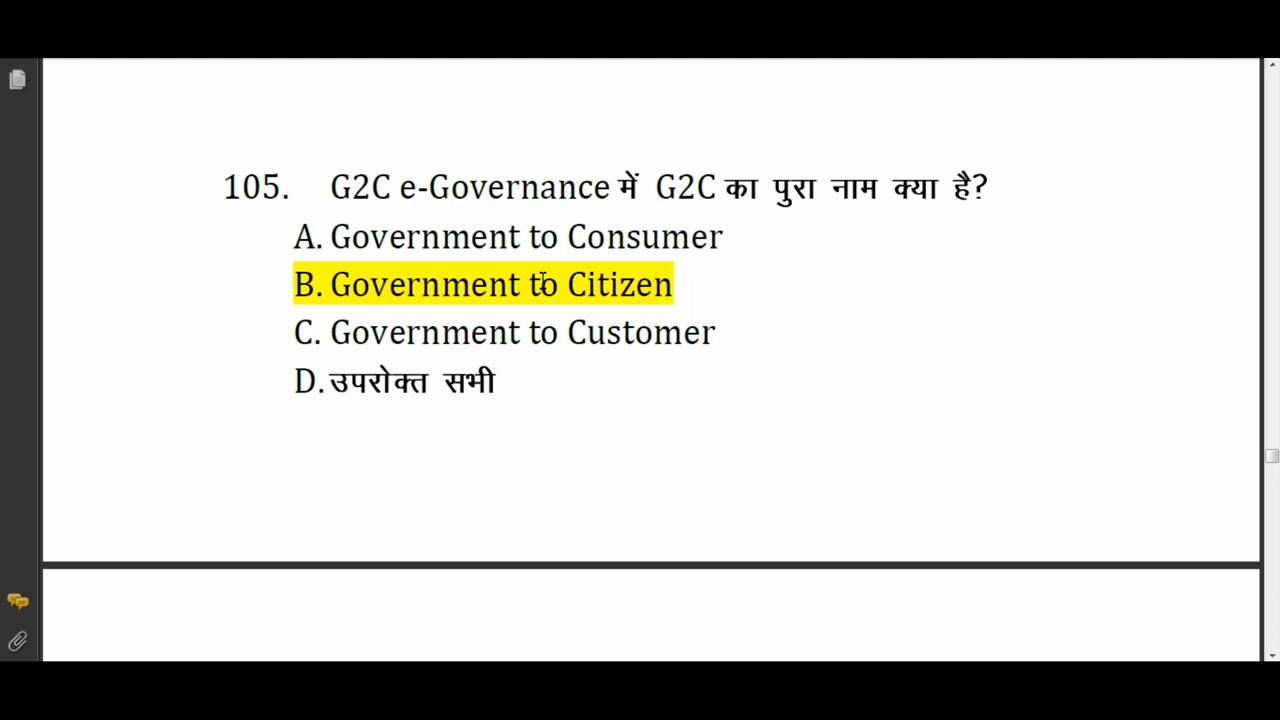 105. G2C e-Governance में G2C का पुरा नाम क्या है?
A. Government to Consumer
B. Government to Citizen
C. Government to Customer
D. उपरोक्त सभी